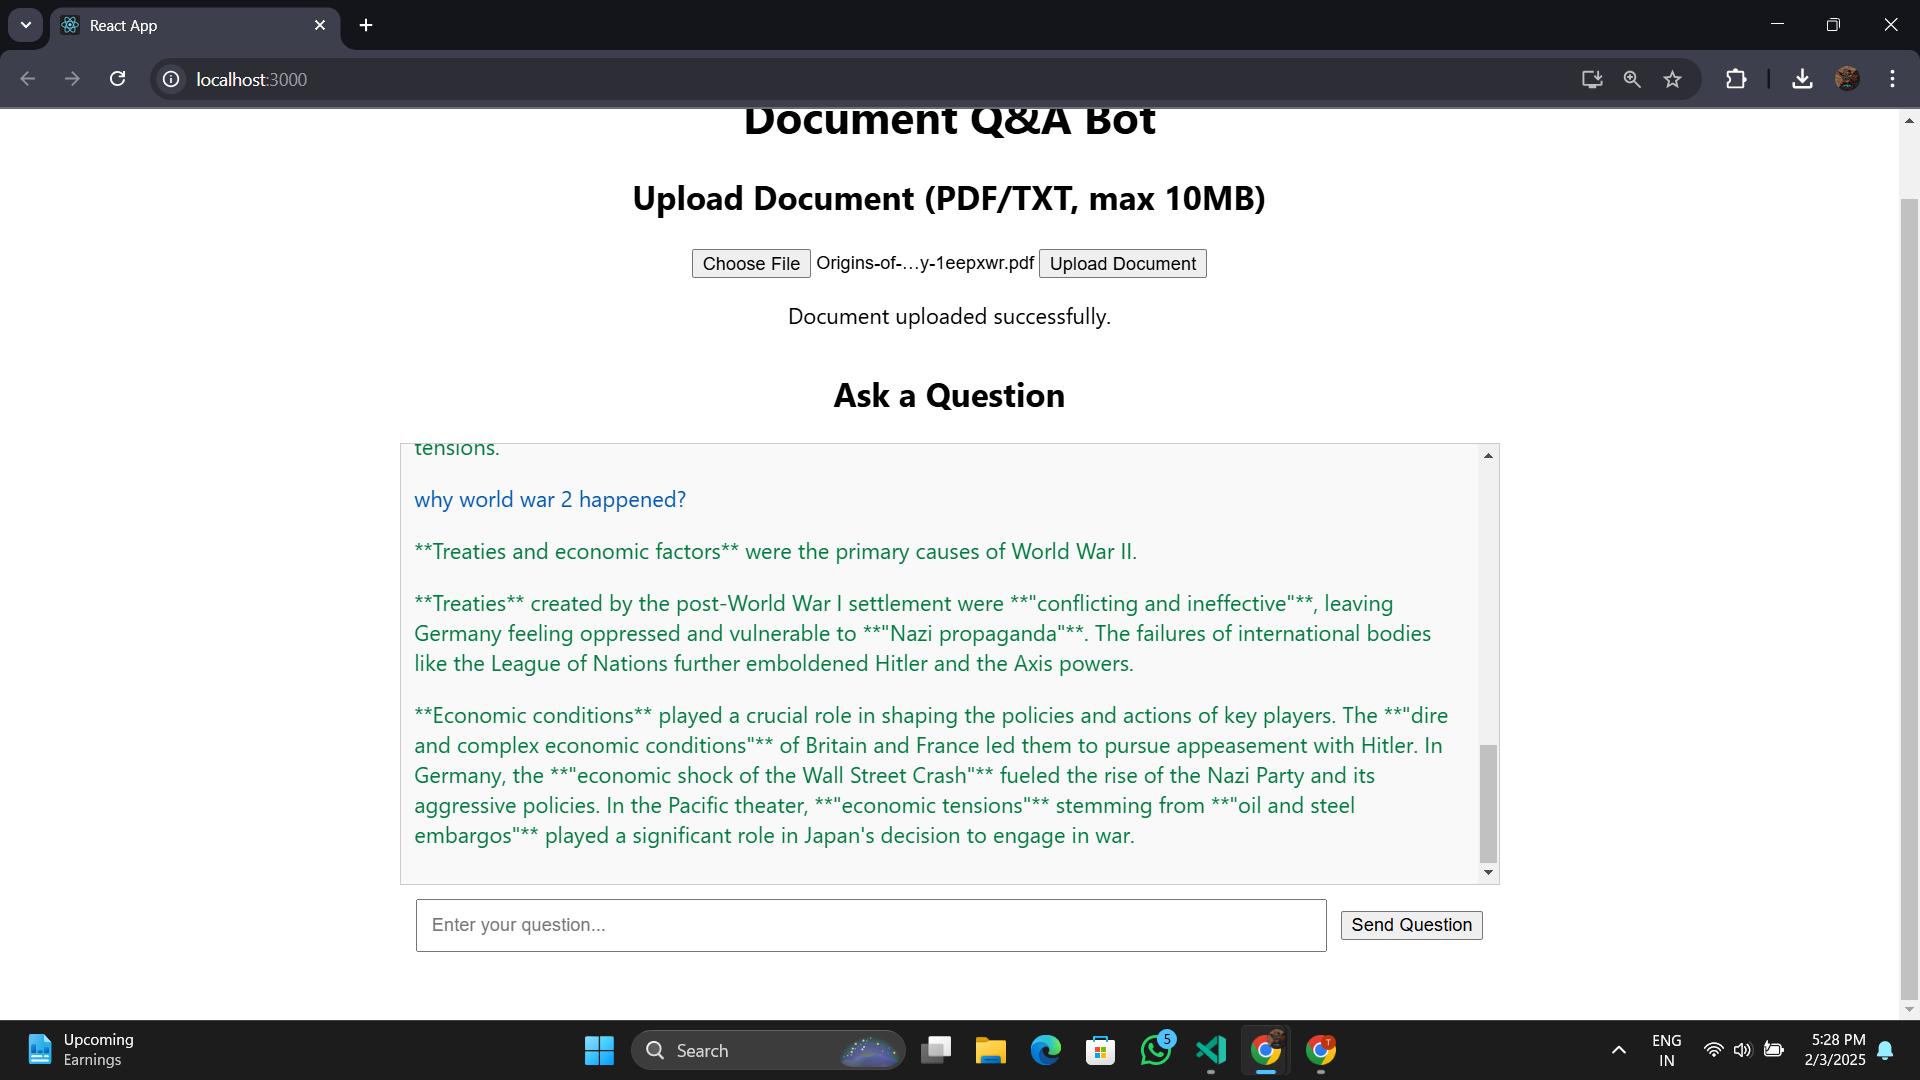 React App
localhost:3000
Document Q&A Bot
Upload Document (PDF/TXT, max 10MB)
Choose File Origins-of-...y-1eepxwr.pdf Upload Document
Document uploaded successfully.
Ask a Question
tensions.
why world war 2 happened?
**Treaties and economic factors** were the primary causes of World War II.
**Treaties** created by the post-World War I settlement were **"conflicting and ineffective"**, leaving
Germany feeling oppressed and vulnerable to **"Nazi propaganda"**. The failures of international bodies
like the League of Nations further emboldened Hitler and the Axis powers.
**Economic conditions** played a crucial role in shaping the policies and actions of key players. The **"dire
and complex economic conditions"** of Britain and France led them to pursue appeasement with Hitler. In
Germany, the **"economic shock of the Wall Street Crash"** fueled the rise of the Nazi Party and its
aggressive policies. In the Pacific theater, **"economic tensions"** stemming from **"oil and steel
embargos"** played a significant role in Japan's decision to engage in war.
Enter your question...
Send Question
Upcoming
Earnings
Search
5
T
ENG
IN
5:28 PM
2/3/2025